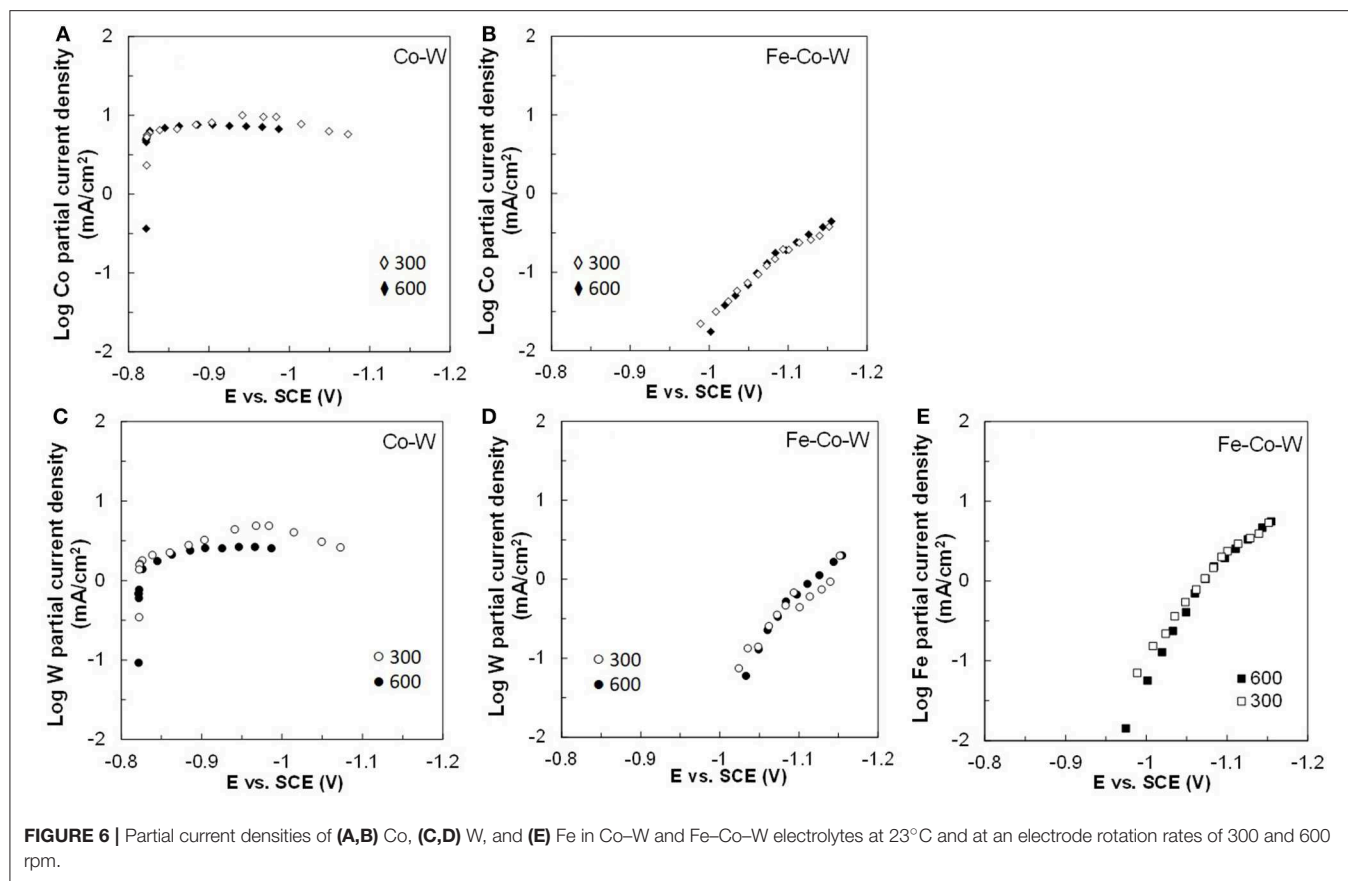 A
Co-W
Log Co partial current density
(mA/cm²)
2
1
0
-1
-2
◇ 300
◆ 600
-0.8 -0.9 -1 -1.1 -1.2
E vs. SCE (V)
B
Fe-Co-W
Log Co partial current density
(mA/cm²)
2
1
0
-1
-2
◇ 300
◆ 600
-0.8 -0.9 -1 -1.1 -1.2
E vs. SCE (V)
C
Co-W
Log W partial current density
(mA/cm²)
2
1
0
-1
-2
○ 300
● 600
-0.8 -0.9 -1 -1.1 -1.2
E vs. SCE (V)
D
Fe-Co-W
Log W partial current density
(mA/cm²)
2
1
0
-1
-2
○ 300
● 600
-0.8 -0.9 -1 -1.1 -1.2
E vs. SCE (V)
E
Fe-Co-W
Log Fe partial current density
(mA/cm²)
2
1
0
-1
-2
■ 600
□ 300
-0.8 -0.9 -1 -1.1 -1.2
E vs. SCE (V)
FIGURE 6 | Partial current densities of (A,B) Co, (C,D) W, and (E) Fe in Co–W and Fe–Co–W electrolytes at 23°C and at an electrode rotation rates of 300 and 600
rpm.